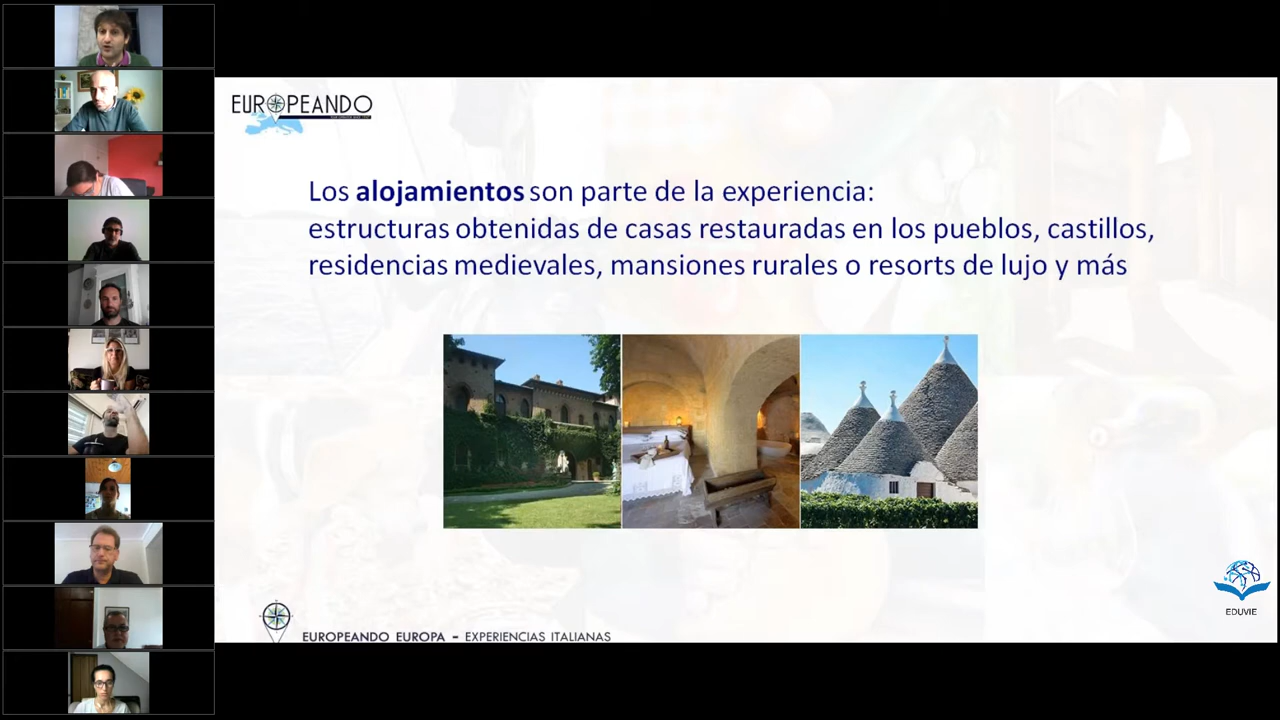 EUROPEANDO
Los alojamientos son parte de la experiencia:
estructuras obtenidas de casas restauradas en los pueblos, castillos,
residencias medievales, mansiones rurales o resorts de lujo y más
EDUVIE
EUROPEANDO EUROPA – EXPERIENCIAS ITALIANAS